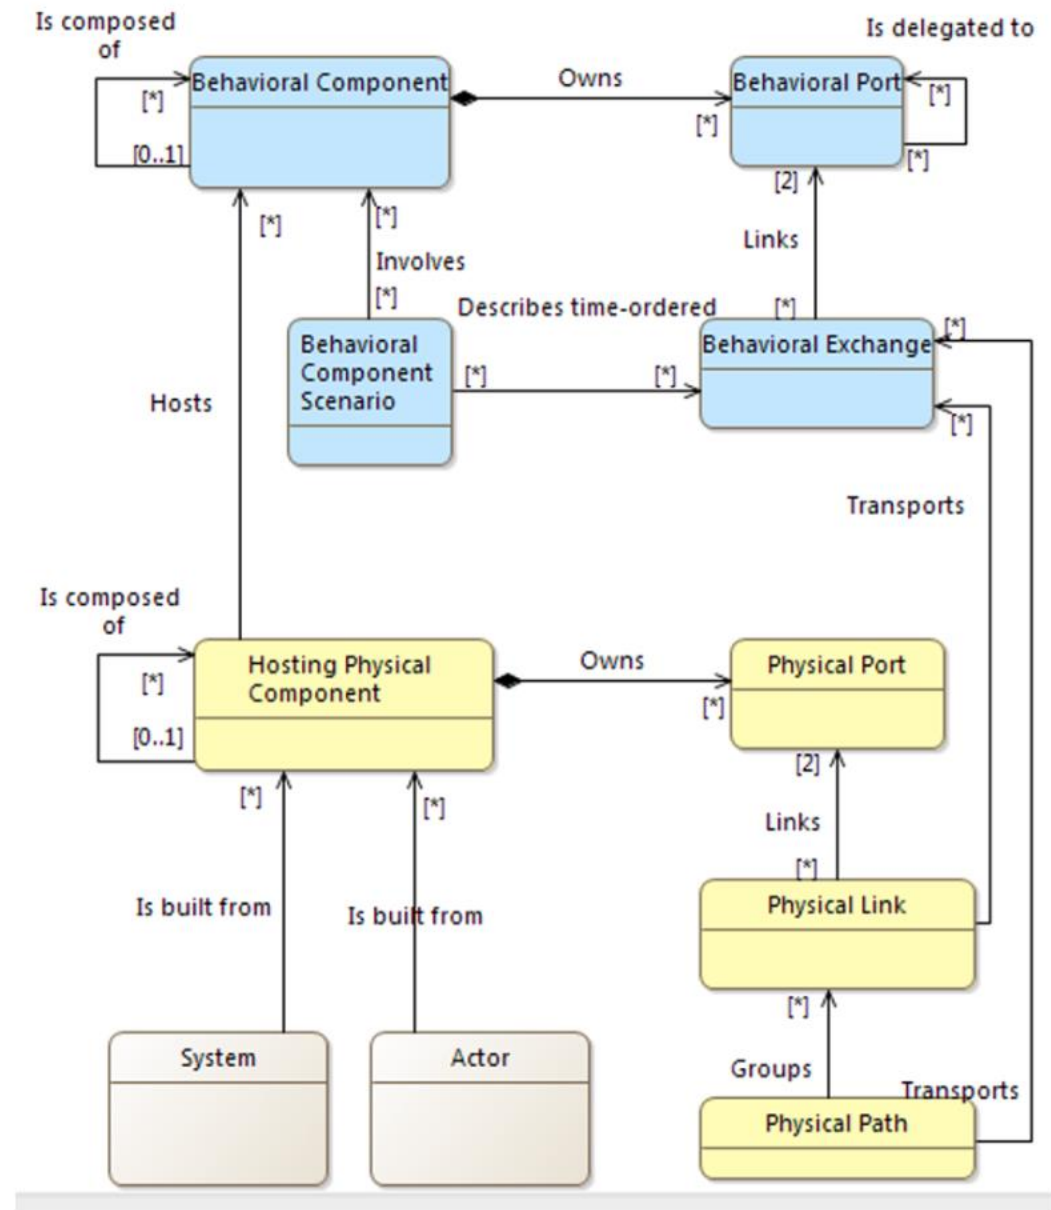 Is composed
of
Is delegated to
Behavioral Component
Owns
Behavioral Port
[*]
[*]
[*]
[0..1]
[*]
[2]
[*]
[*]
Links
Involves
[*]
Describes time-ordered
[*]
[*]
Behavioral
Component
Scenario
Behavioral Exchange
[*]
[*]
Hosts
[*]
Transports
Is composed
of
Hosting Physical
Component
Owns
Physical Port
[*]
[*]
[0..1]
[2]
[*]
[*]
Links
[*]
Is built from
Is built from
Physical Link
[*]
System
Actor
Groups
Transports
Physical Path